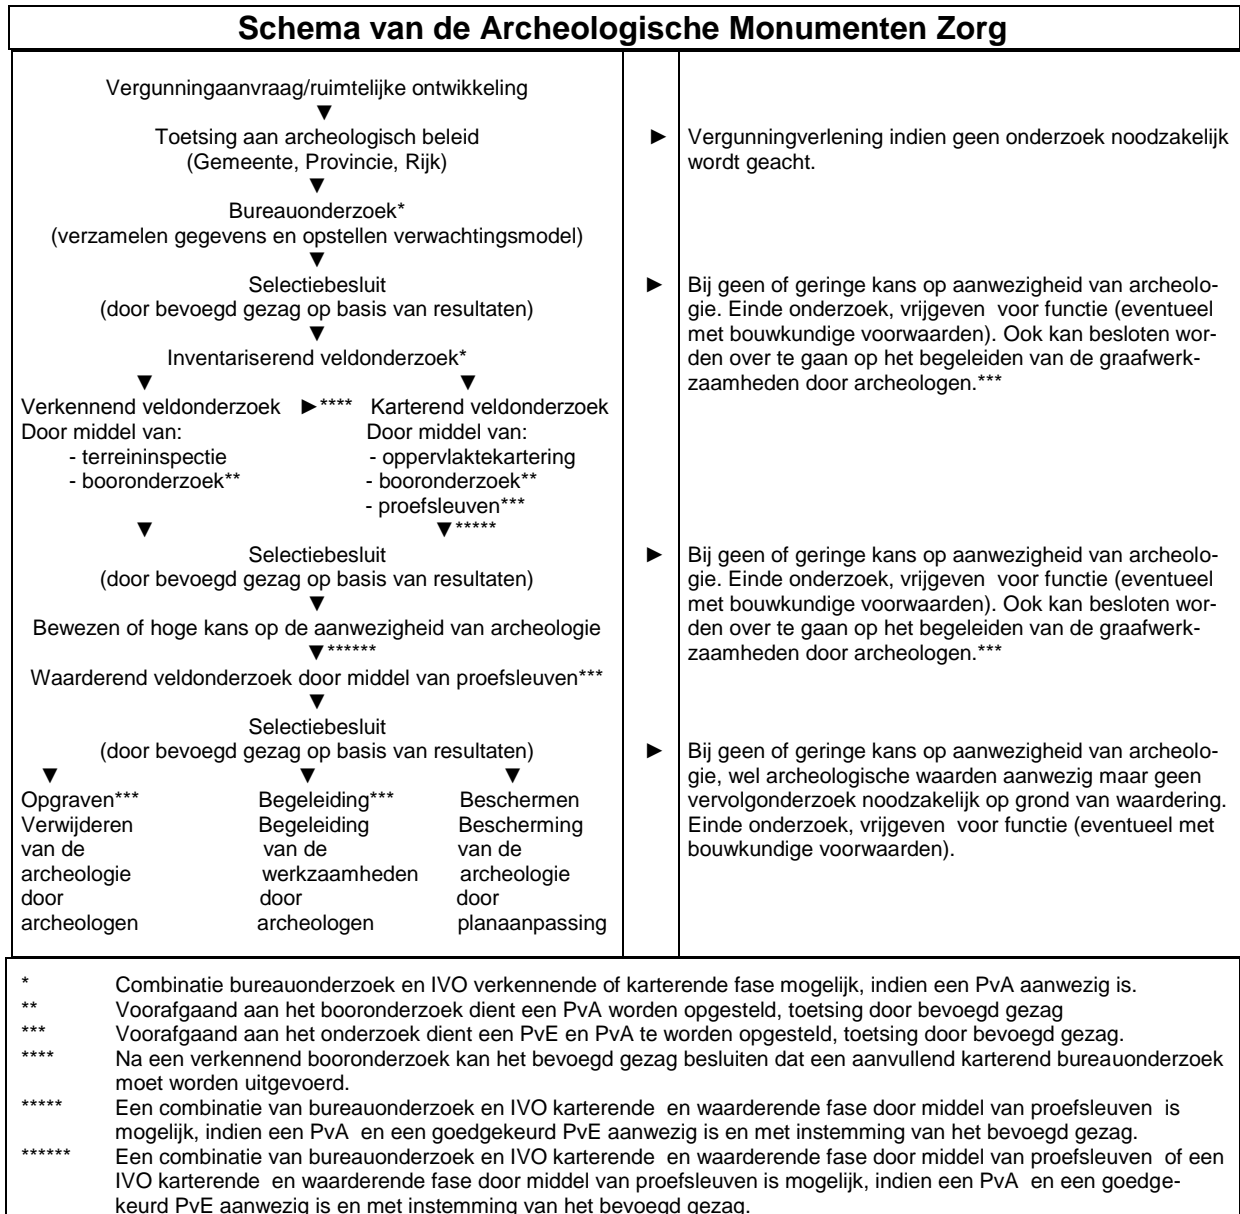 Schema van de Archeologische Monumenten Zorg
Vergunningaanvraag/ruimtelijke ontwikkeling
▼
Toetsing aan archeologisch beleid
(Gemeente, Provincie, Rijk)
►
Vergunningverlening indien geen onderzoek noodzakelijk
wordt geacht.
▼
Bureauonderzoek*
(verzamelen gegevens en opstellen verwachtingsmodel)
▼
Selectiebesluit
(door bevoegd gezag op basis van resultaten)
►
Bij geen of geringe kans op aanwezigheid van archeolo-
gie. Einde onderzoek, vrijgeven voor functie (eventueel
met bouwkundige voorwaarden). Ook kan besloten wor-
den over te gaan op het begeleiden van de graafwerk-
zaamheden door archeologen.***
▼
Inventariserend veldonderzoek*
▼ ▼
Verkennend veldonderzoek ►**** Karterend veldonderzoek
Door middel van: Door middel van:
- terreininspectie - oppervlaktekartering
- booronderzoek** - booronderzoek**
- proefsleuven***
▼ ▼*****
Selectiebesluit
(door bevoegd gezag op basis van resultaten)
►
Bij geen of geringe kans op aanwezigheid van archeolo-
gie. Einde onderzoek, vrijgeven voor functie (eventueel
met bouwkundige voorwaarden). Ook kan besloten wor-
den over te gaan op het begeleiden van de graafwerk-
zaamheden door archeologen.***
▼
Bewezen of hoge kans op de aanwezigheid van archeologie
▼******
Waarderend veldonderzoek door middel van proefsleuven***
▼
Selectiebesluit
(door bevoegd gezag op basis van resultaten)
►
Bij geen of geringe kans op aanwezigheid van archeolo-
gie, wel archeologische waarden aanwezig maar geen
vervolgonderzoek noodzakelijk op grond van waardering.
Einde onderzoek, vrijgeven voor functie (eventueel met
bouwkundige voorwaarden).
▼ ▼ ▼
Opgraven*** Begeleiding*** Beschermen
Verwijderen Begeleiding Bescherming
van de van de van de
archeologie werkzaamheden archeologie
door door door
archeologen archeologen planaanpassing
* Combinatie bureauonderzoek en IVO verkennende of karterende fase mogelijk, indien een PvA aanwezig is.
** Voorafgaand aan het booronderzoek dient een PvA worden opgesteld, toetsing door bevoegd gezag
*** Voorafgaand aan het onderzoek dient een PvE en PvA te worden opgesteld, toetsing door bevoegd gezag.
**** Na een verkennend booronderzoek kan het bevoegd gezag besluiten dat een aanvullend karterend bureauonderzoek
moet worden uitgevoerd.
***** Een combinatie van bureauonderzoek en IVO karterende en waarderende fase door middel van proefsleuven is
mogelijk, indien een PvA en een goedgekeurd PvE aanwezig is en met instemming van het bevoegd gezag.
****** Een combinatie van bureauonderzoek en IVO karterende en waarderende fase door middel van proefsleuven of een
IVO karterende en waarderende fase door middel van proefsleuven is mogelijk, indien een PvA en een goedge-
keurd PvE aanwezig is en met instemming van het bevoegd gezag.